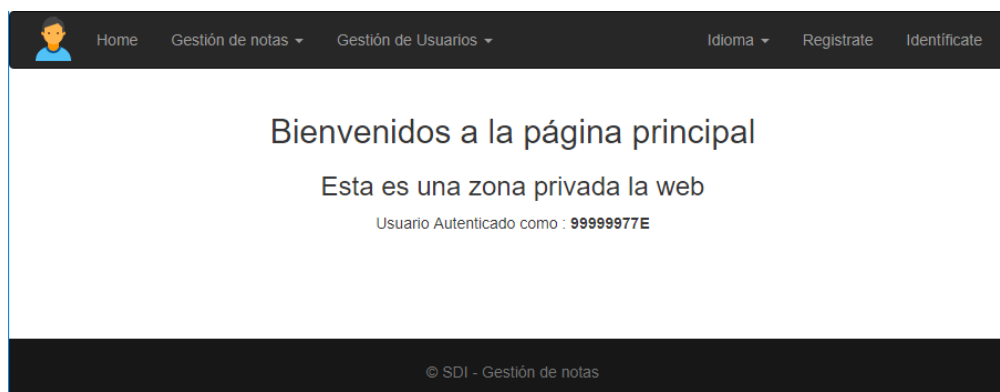 Home Gestión de notas Gestión de Usuarios Idioma Registrate Identifícate
Bienvenidos a la página principal
Esta es una zona privada la web
Usuario Autenticado como : 99999977E
© SDI - Gestión de notas